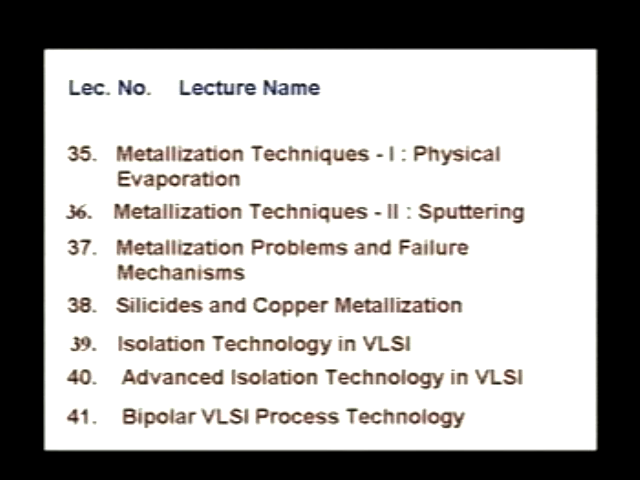 Lec. No. Lecture Name
35. Metallization Techniques - I : Physical
Evaporation
36. Metallization Techniques - II : Sputtering
37. Metallization Problems and Failure
Mechanisms
38. Silicides and Copper Metallization
39. Isolation Technology in VLSI
40. Advanced Isolation Technology in VLSI
41. Bipolar VLSI Process Technology